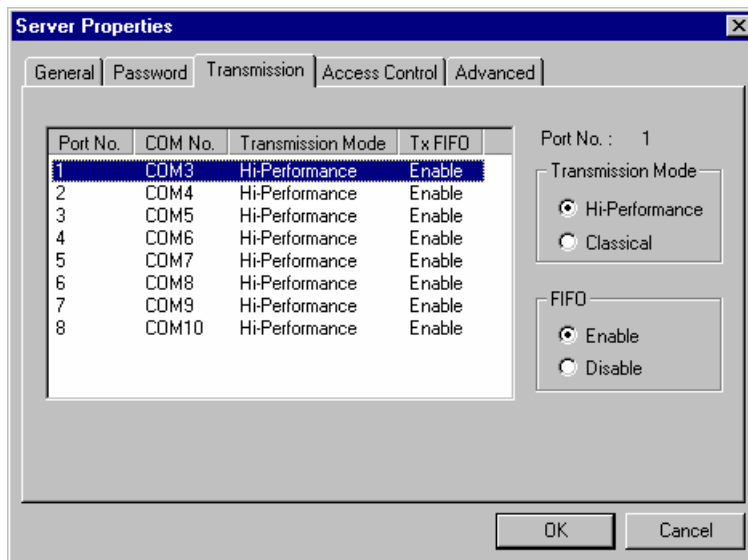 Server Properties
General Password Transmission Access Control Advanced
Port No. COM No. Transmission Mode Tx FIFO
1 COM3 Hi-Performance Enable
2 COM4 Hi-Performance Enable
3 COM5 Hi-Performance Enable
4 COM6 Hi-Performance Enable
5 COM7 Hi-Performance Enable
6 COM8 Hi-Performance Enable
7 COM9 Hi-Performance Enable
8 COM10 Hi-Performance Enable
Port No. : 1
Transmission Mode
Hi-Performance
Classical
FIFO
Enable
Disable
OK Cancel